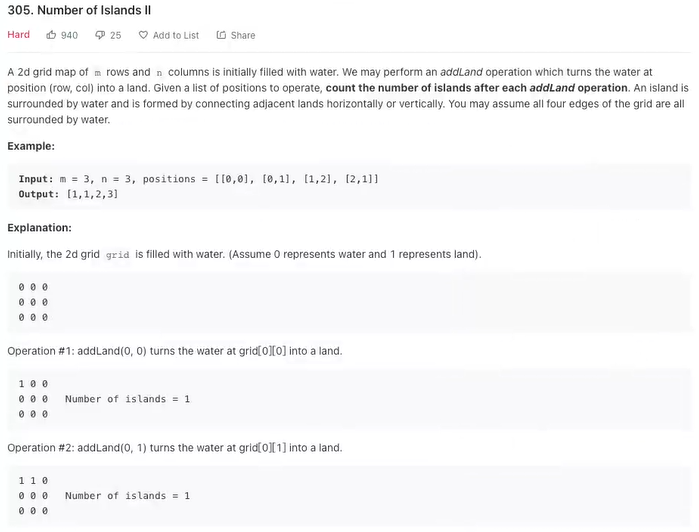 305. Number of Islands II
Hard 940 25 Add to List Share
A 2d grid map of m rows and n columns is initially filled with water. We may perform an addLand operation which turns the water at
position (row, col) into a land. Given a list of positions to operate, count the number of islands after each addLand operation. An island is
surrounded by water and is formed by connecting adjacent lands horizontally or vertically. You may assume all four edges of the grid are all
surrounded by water.
Example:
Input: m = 3, n = 3, positions = [[0,0], [0,1], [1,2], [2,1]]
Output: [1,1,2,3]
Explanation:
Initially, the 2d grid grid is filled with water. (Assume 0 represents water and 1 represents land).
0 0 0
0 0 0
0 0 0
Operation #1: addLand(0, 0) turns the water at grid[0][0] into a land.
1 0 0
0 0 0 Number of islands = 1
0 0 0
Operation #2: addLand(0, 1) turns the water at grid[0][1] into a land.
1 1 0
0 0 0 Number of islands = 1
0 0 0